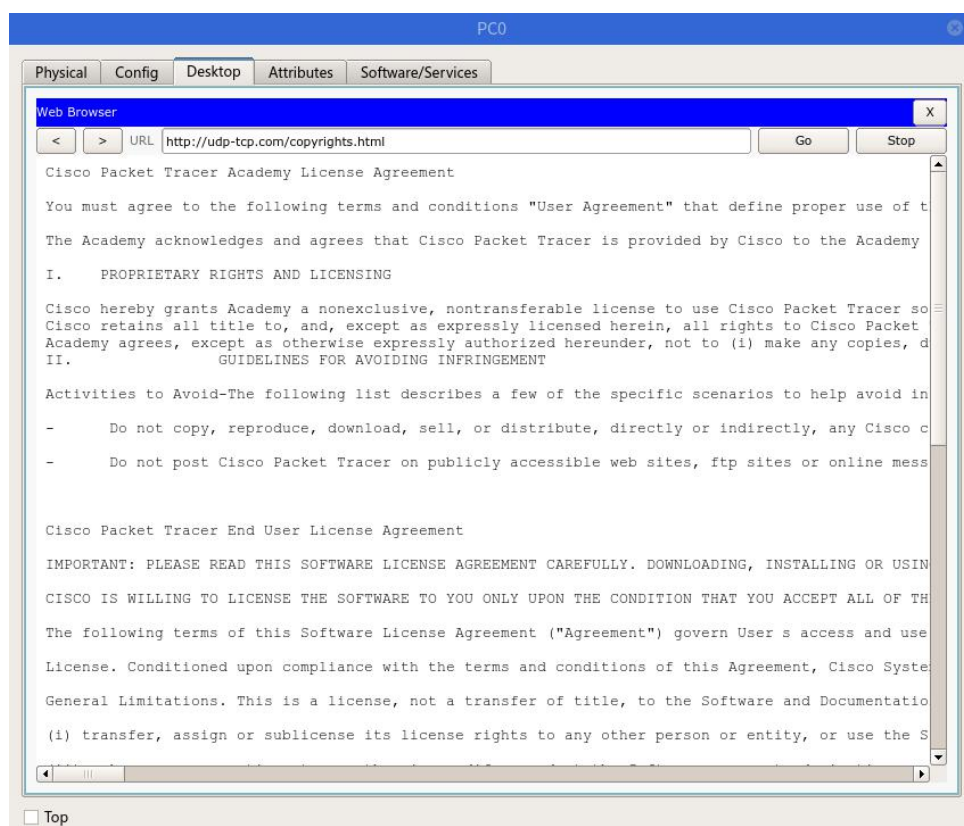 PC0
Physical Config Desktop Attributes Software/Services
Web Browser X
< > URL http://udp-tcp.com/copyrights.html Go Stop
Cisco Packet Tracer Academy License Agreement
You must agree to the following terms and conditions "User Agreement" that define proper use of t
The Academy acknowledges and agrees that Cisco Packet Tracer is provided by Cisco to the Academy
I. PROPRIETARY RIGHTS AND LICENSING
Cisco hereby grants Academy a nonexclusive, nontransferable license to use Cisco Packet Tracer so
Cisco retains all title to, and, except as expressly licensed herein, all rights to Cisco Packet
Academy agrees, except as otherwise expressly authorized hereunder, not to (i) make any copies, d
II. GUIDELINES FOR AVOIDING INFRINGEMENT
Activities to Avoid-The following list describes a few of the specific scenarios to help avoid in
- Do not copy, reproduce, download, sell, or distribute, directly or indirectly, any Cisco c
- Do not post Cisco Packet Tracer on publicly accessible web sites, ftp sites or online mess
Cisco Packet Tracer End User License Agreement
IMPORTANT: PLEASE READ THIS SOFTWARE LICENSE AGREEMENT CAREFULLY. DOWNLOADING, INSTALLING OR USIN
CISCO IS WILLING TO LICENSE THE SOFTWARE TO YOU ONLY UPON THE CONDITION THAT YOU ACCEPT ALL OF TH
The following terms of this Software License Agreement ("Agreement") govern User s access and use
License. Conditioned upon compliance with the terms and conditions of this Agreement, Cisco Syste
General Limitations. This is a license, not a transfer of title, to the Software and Documentatio
(i) transfer, assign or sublicense its license rights to any other person or entity, or use the S
Top